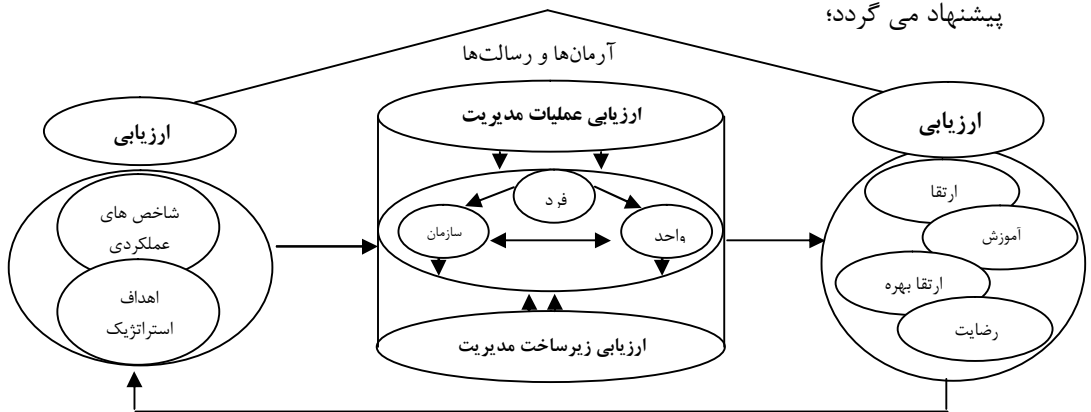 پیشنهاد می گردد؛
آرمان‌ها و رسالت‌ها
ارزیابی
ارزیابی عملیات مدیریت
ارزیابی
ارتقا
آموزش
ارتقا بهره
رضایت
فرد
واحد
سازمان
ارزیابی زیرساخت مدیریت
شاخص های
عملکردی
اهداف
استراتژیک